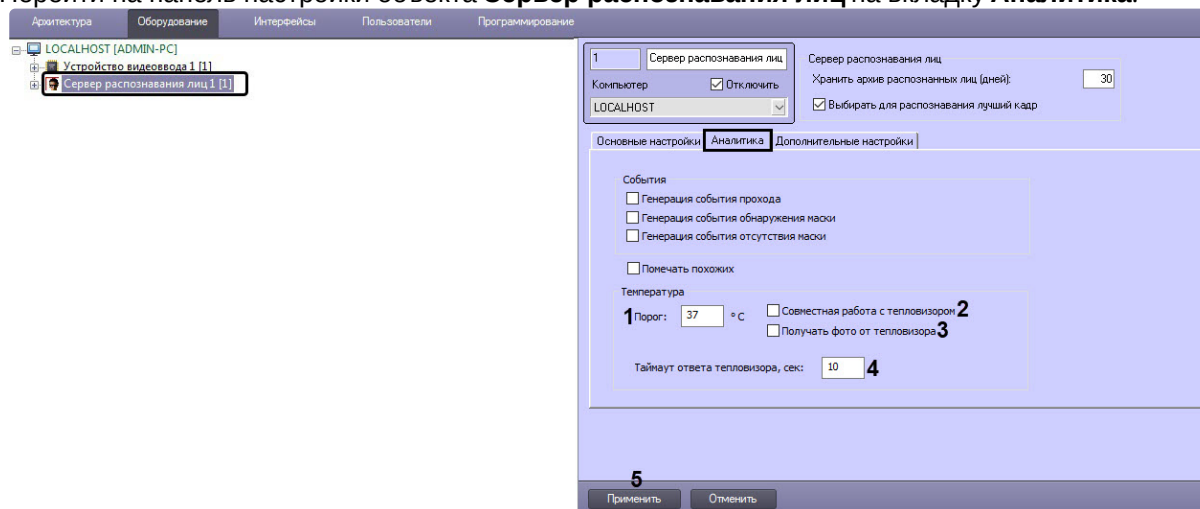 Перейти на панель настройки объекта Сервер распознавания лиц на вкладку Аналитика.
Архитектура Оборудование Интерфейсы Пользователи Программирование
LOCALHOST [ADMIN-PC]
Устройство видеоввода 1 [1]
Сервер распознавания лиц 1 [1]
1 Сервер распознавания лиц
Компьютер Отключить
LOCALHOST
Сервер распознавания лиц
Хранить архив распознанных лиц (дней): 30
Выбирать для распознавания лучший кадр
Основные настройки Аналитика Дополнительные настройки
События
Генерация события прохода
Генерация события обнаружения маски
Генерация события отсутствия маски
Помечать похожих
Температура
1 Порог: 37 ° C Совместная работа с тепловизором 2
Получать фото от тепловизора 3
Таймаут ответа тепловизора, сек: 10 4
5
Применить Отменить